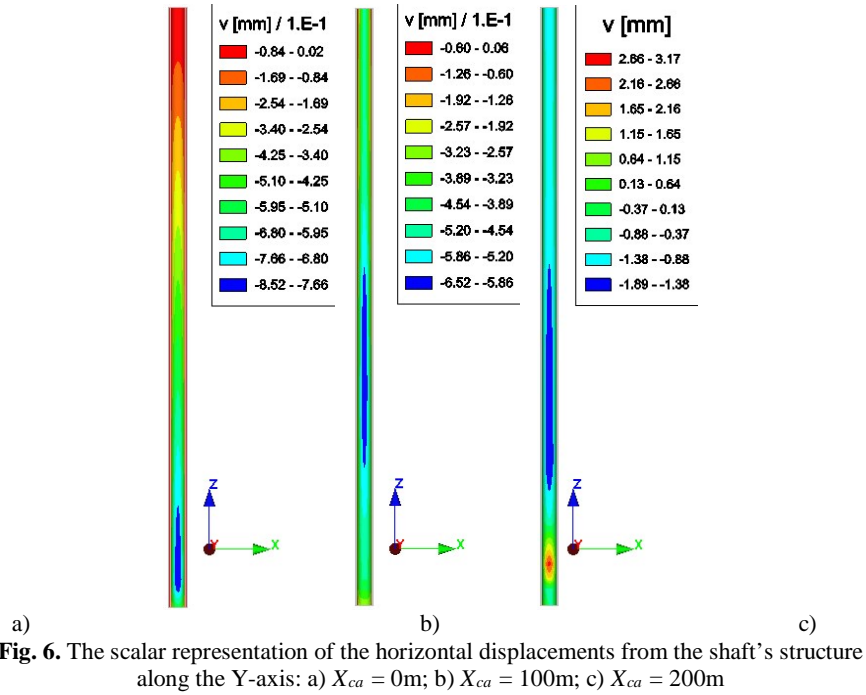 v [mm] / 1.E-1
-0.84 - 0.02
-1.69 - -0.84
-2.54 - -1.69
-3.40 - -2.54
-4.25 - -3.40
-5.10 - -4.25
-5.95 - -5.10
-6.80 - -5.95
-7.66 - -6.80
-8.52 - -7.66
Z
Y
X
v [mm] / 1.E-1
-0.60 - 0.06
-1.26 - -0.60
-1.92 - -1.26
-2.57 - -1.92
-3.23 - -2.57
-3.89 - -3.23
-4.54 - -3.89
-5.20 - -4.54
-5.86 - -5.20
-6.52 - -5.86
Z
Y
X
v [mm]
2.66 - 3.17
2.16 - 2.66
1.65 - 2.16
1.15 - 1.65
0.64 - 1.15
0.13 - 0.64
-0.37 - 0.13
-0.88 - -0.37
-1.38 - -0.88
-1.89 - -1.38
Z
Y
X
a) b) c)
Fig. 6. The scalar representation of the horizontal displacements from the shaft’s structure
along the Y-axis: a) Xca = 0m; b) Xca = 100m; c) Xca = 200m